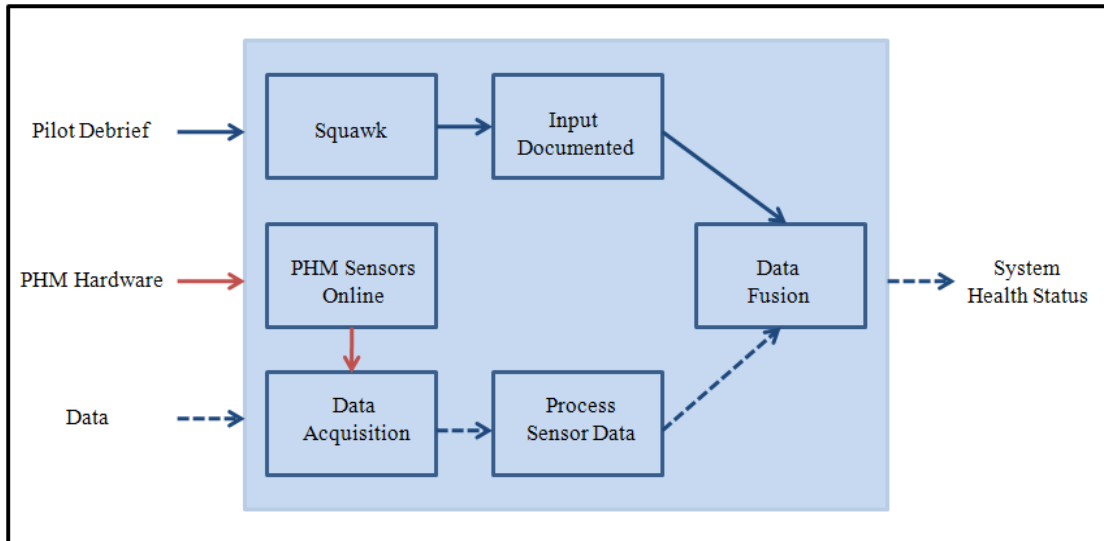 Pilot Debrief
Squawk
Input
Documented
PHM Hardware
PHM Sensors
Online
Data
Fusion
System
Health Status
Data
Data
Acquisition
Process
Sensor Data